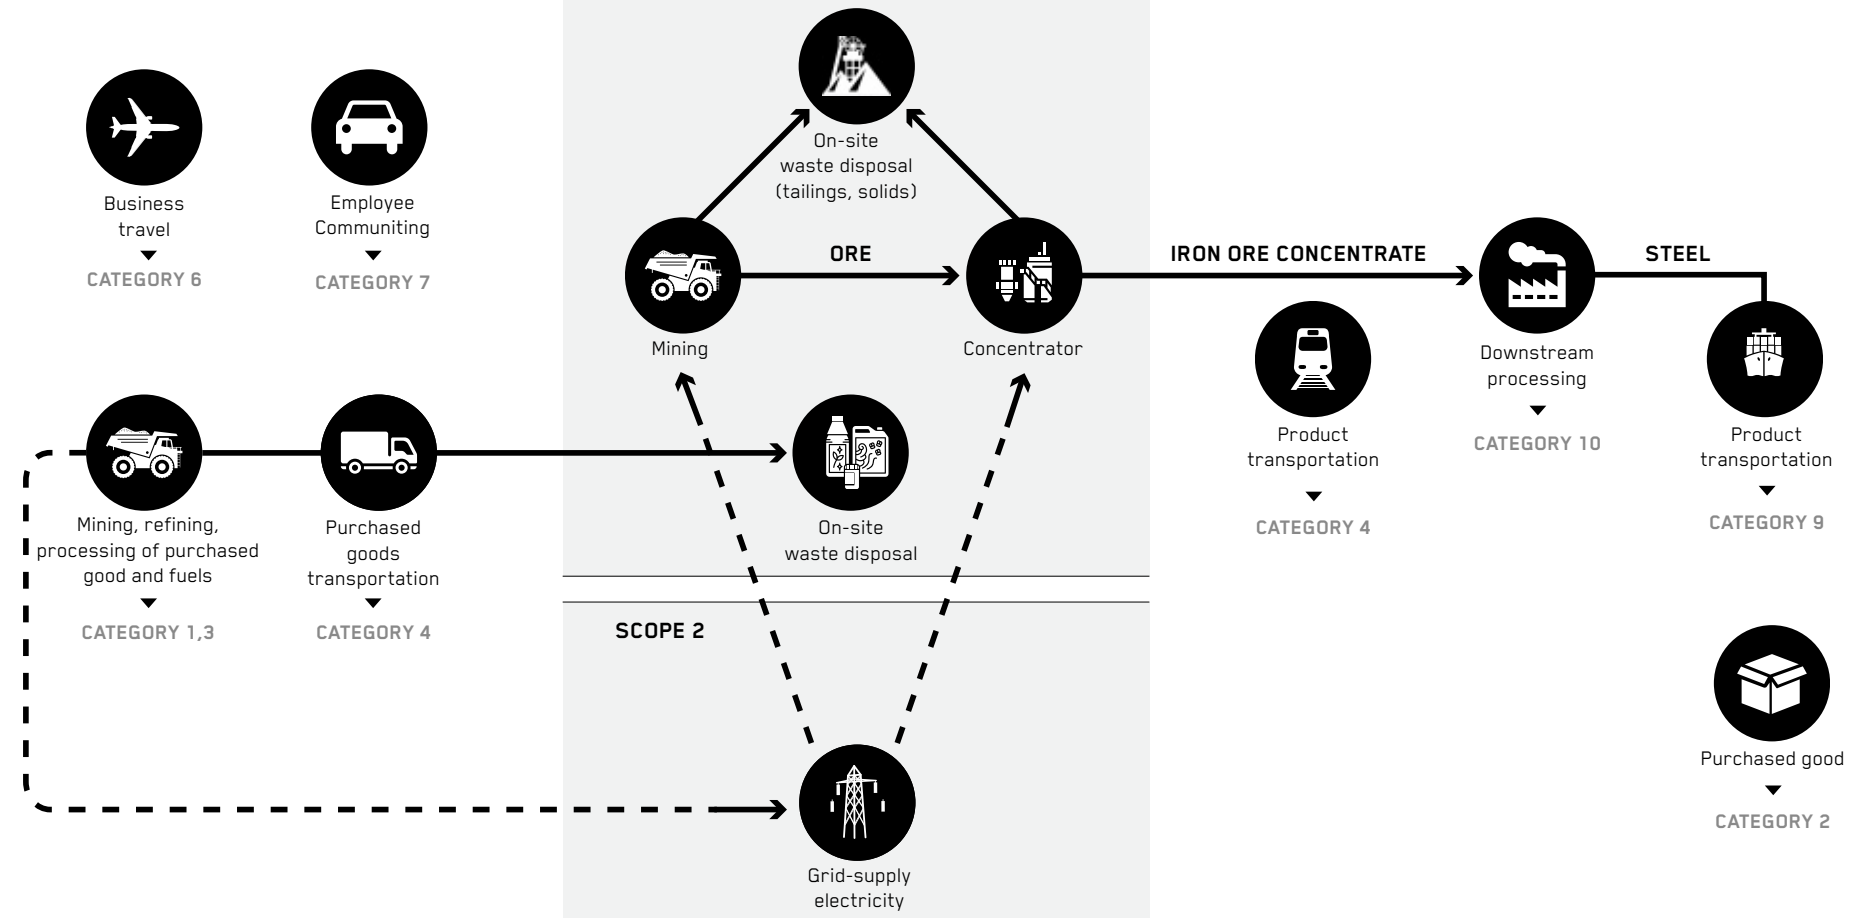 Business
travel
CATEGORY 6
Employee
Communiting
CATEGORY 7
On-site
waste disposal
(tailings, solids)
ORE
Mining
Concentrator
IRON ORE CONCENTRATE
STEEL
Product
transportation
CATEGORY 4
Downstream
processing
CATEGORY 10
Product
transportation
CATEGORY 9
Mining, refining,
processing of purchased
good and fuels
CATEGORY 1,3
Purchased
goods
transportation
CATEGORY 4
On-site
waste disposal
SCOPE 2
Grid-supply
electricity
Purchased good
CATEGORY 2